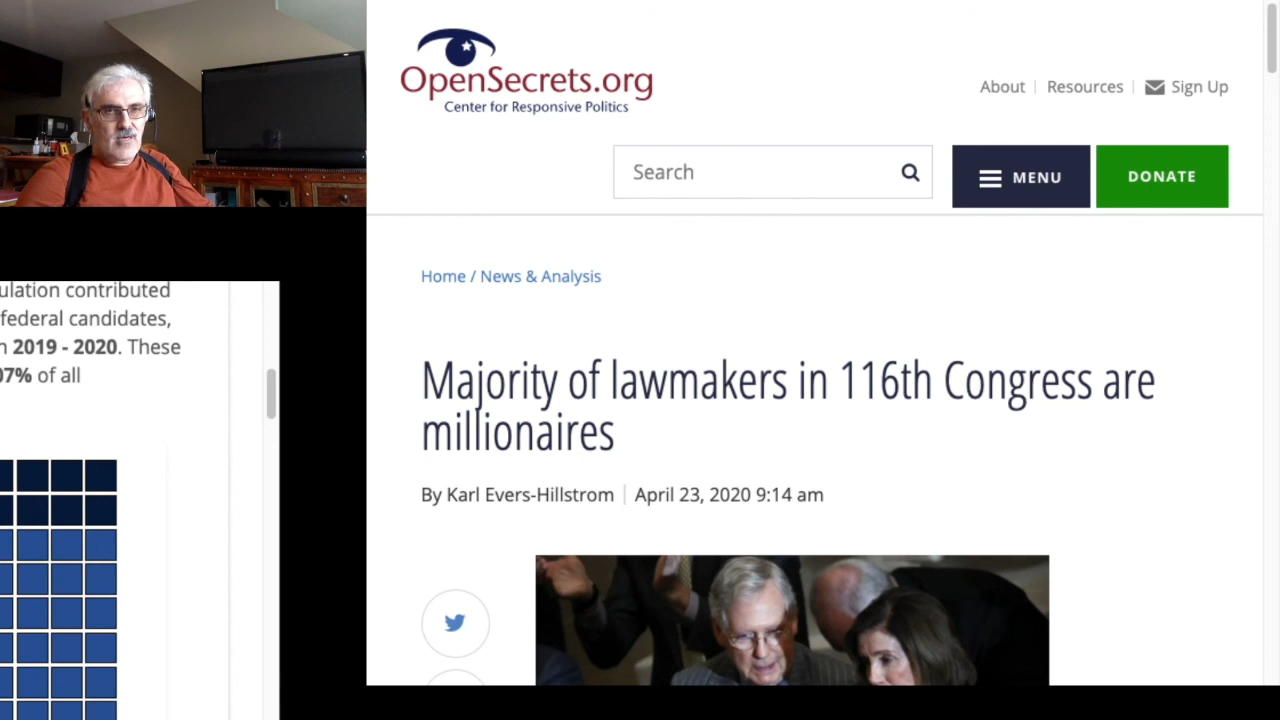 OpenSecrets.org
Center for Responsive Politics
About
Resources
Sign Up
Search
MENU
DONATE
Home / News & Analysis
Majority of lawmakers in 116th Congress are
millionaires
By Karl Evers-Hillstrom
April 23, 2020 9:14 am
ulation contributed
federal candidates,
2019 - 2020. These
07% of all